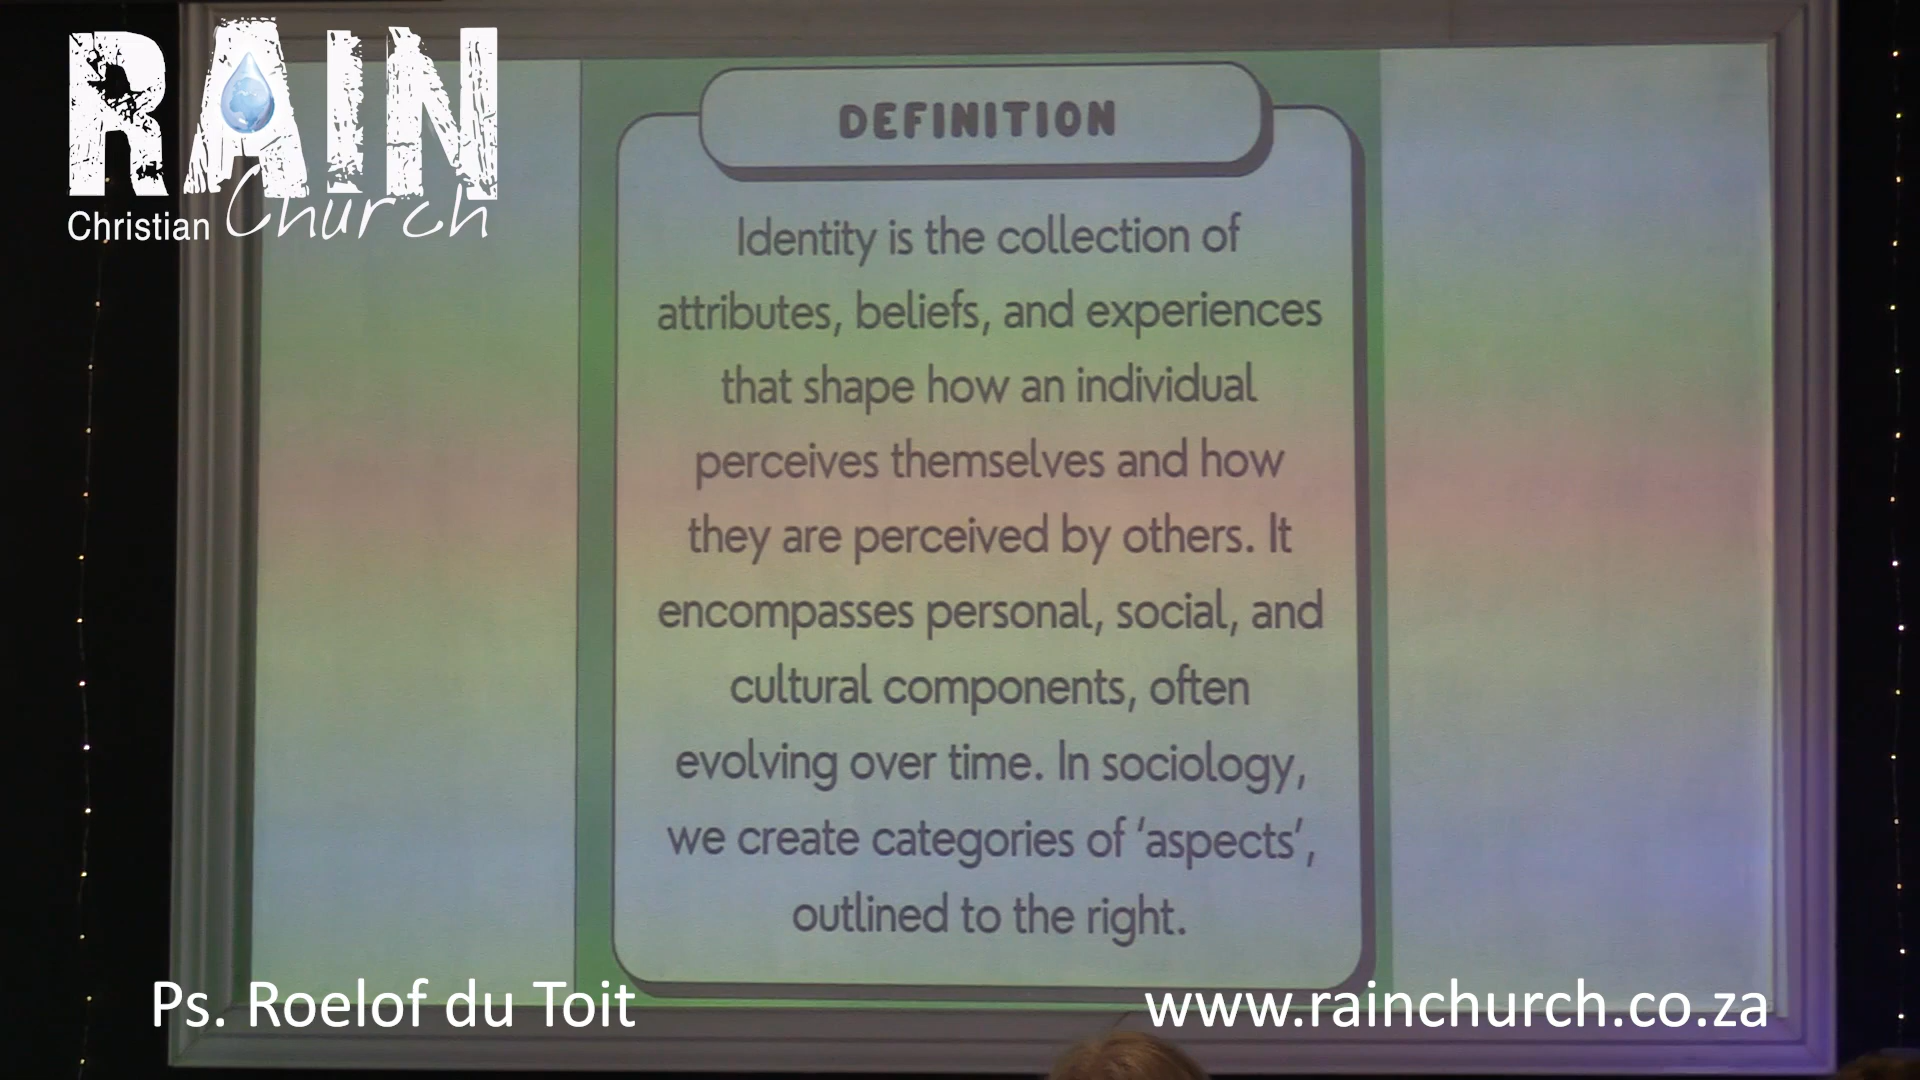 RAIN
Christian Church
DEFINITION
Identity is the collection of
attributes, beliefs, and experiences
that shape how an individual
perceives themselves and how
they are perceived by others. It
encompasses personal, social, and
cultural components, often
evolving over time. In sociology,
we create categories of 'aspects',
outlined to the right.
Ps. Roelof du Toit
www.rainchurch.co.za